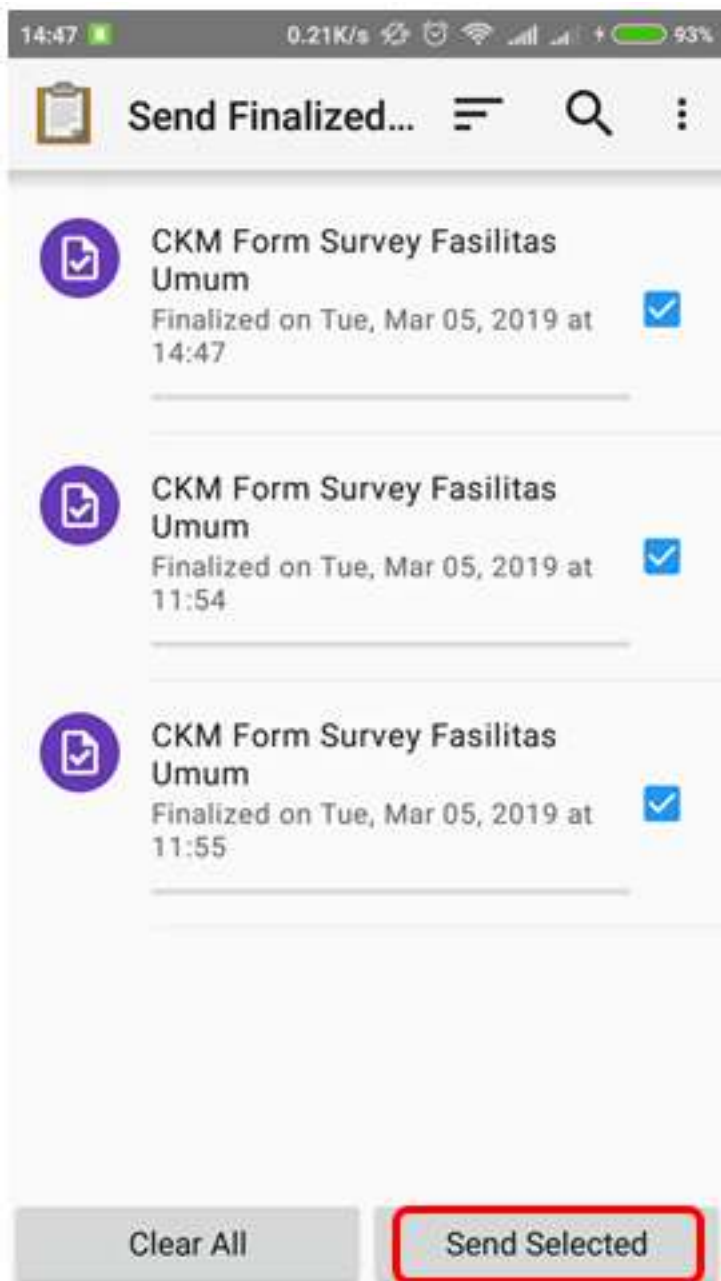 14:47 0.21K/s 93%
Send Finalized...
CKM Form Survey Fasilitas
Umum
Finalized on Tue, Mar 05, 2019 at
14:47
CKM Form Survey Fasilitas
Umum
Finalized on Tue, Mar 05, 2019 at
11:54
CKM Form Survey Fasilitas
Umum
Finalized on Tue, Mar 05, 2019 at
11:55
Clear All Send Selected